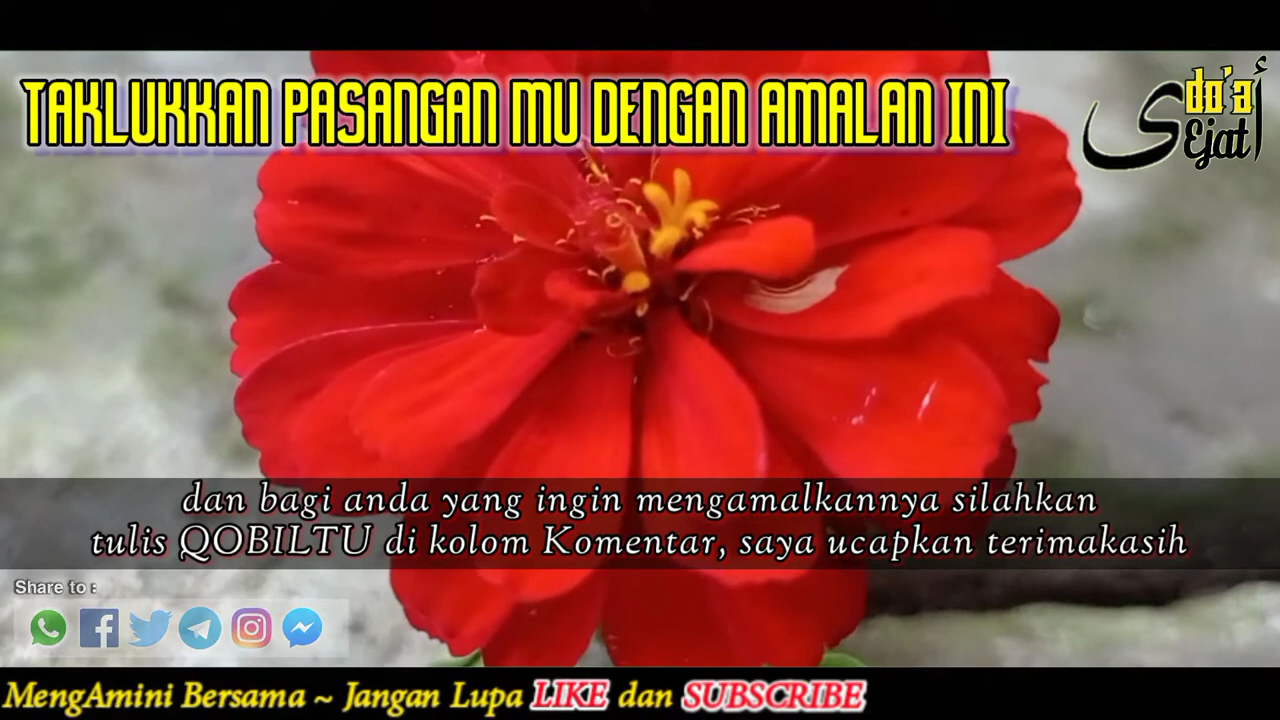 TAKLUKKAN PASANGAN MU DENGAN AMALAN INI
do'a
Ejati
dan bagi anda yang ingin mengamalkannya silahkan
tulis QOBILTU di kolom Komentar, saya ucapkan terimakasih
Share to :
MengAmini Bersama ~ Jangan Lupa LIKE dan SUBSCRIBE